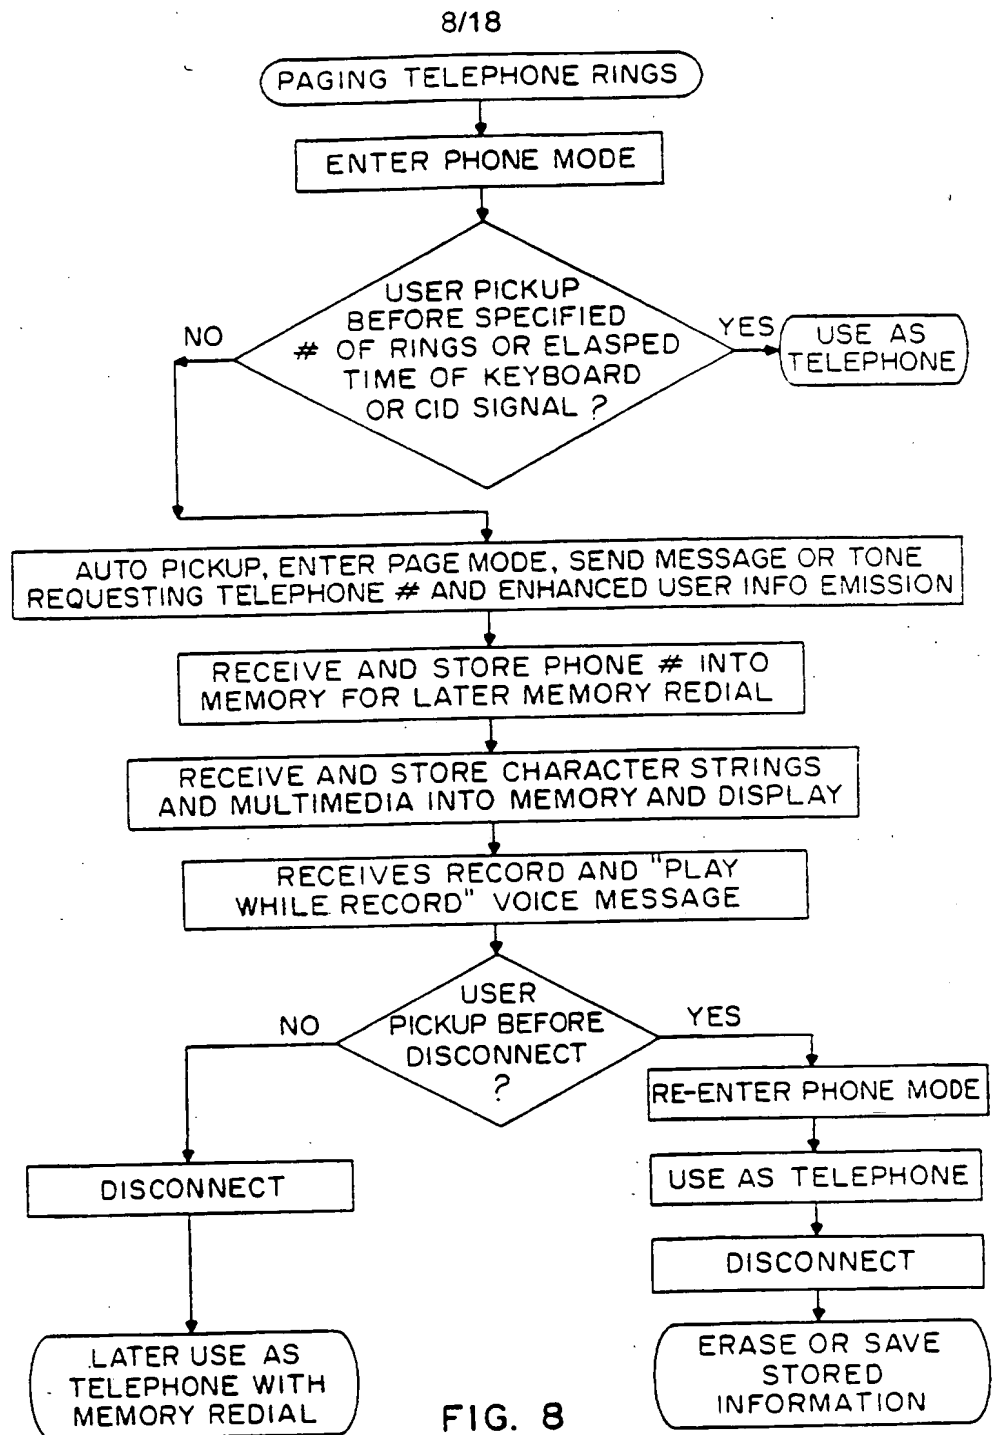 8/18
PAGING TELEPHONE RINGS
ENTER PHONE MODE
USER PICKUP
BEFORE SPECIFIED
# OF RINGS OR ELASPED
TIME OF KEYBOARD
OR CID SIGNAL ?
NO
YES
USE AS
TELEPHONE
AUTO PICKUP, ENTER PAGE MODE, SEND MESSAGE OR TONE
REQUESTING TELEPHONE # AND ENHANCED USER INFO EMISSION
RECEIVE AND STORE PHONE # INTO
MEMORY FOR LATER MEMORY REDIAL
RECEIVE AND STORE CHARACTER STRINGS
AND MULTIMEDIA INTO MEMORY AND DISPLAY
RECEIVES RECORD AND "PLAY
WHILE RECORD" VOICE MESSAGE
USER
PICKUP BEFORE
DISCONNECT
?
NO
YES
DISCONNECT
LATER USE AS
TELEPHONE WITH
MEMORY REDIAL
RE-ENTER PHONE MODE
USE AS TELEPHONE
DISCONNECT
ERASE OR SAVE
STORED
INFORMATION
FIG. 8